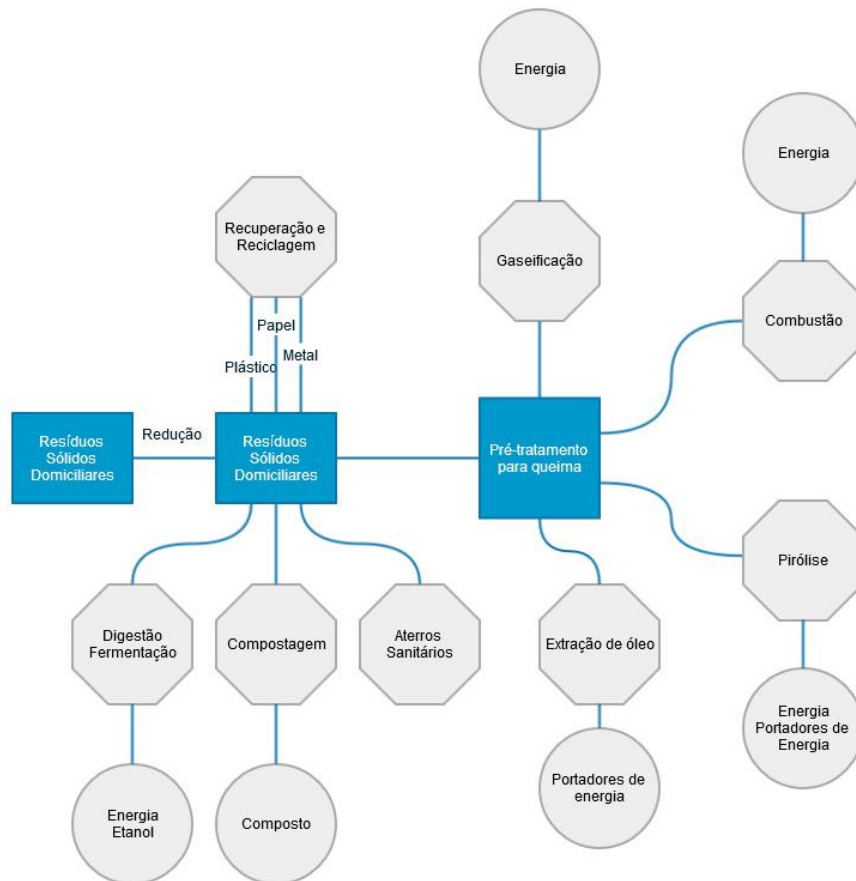 Energia
Energia
Recuperação e
Reciclagem
Gaseificação
Combustão
Papel
Metal
Plástico
Resíduos
Sólidos
Domiciliares
Redução
Resíduos
Sólidos
Domiciliares
Pré-tratamento
para queima
Pirólise
Digestão
Fermentação
Compostagem
Aterros
Sanitários
Extração de óleo
Energia
Portadores de
Energia
Portadores de
energia
Energia
Etanol
Composto